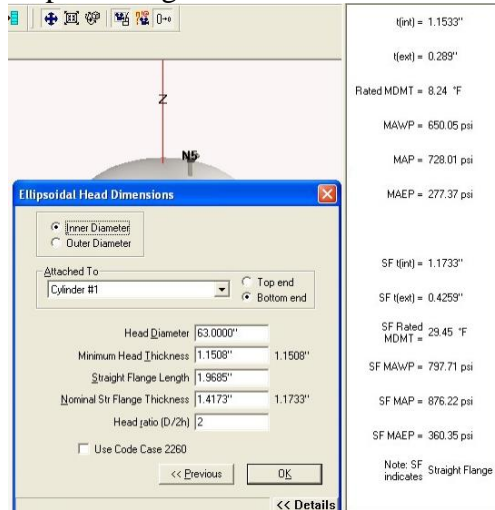 Z
N5
Ellipsoidal Head Dimensions
Inner Diameter
Outer Diameter
Attached To
Cylinder #1
Top end
Bottom end
Head Diameter 63.0000"
Minimum Head Thickness 1.1508" 1.1508"
Straight Flange Length 1.9685"
Nominal Str Flange Thickness 1.4173" 1.1733"
Head ratio (D/2h) 2
Use Code Case 2260
<< Previous OK
<< Details
t(int) = 1.1533"
t(ext) = 0.289"
Rated MDMT = 8.24 °F
MAWP = 650.05 psi
MAP = 728.01 psi
MAEP = 277.37 psi
SF t(int) = 1.1733"
SF t(ext) = 0.4259"
SF Rated MDMT = 29.45 °F
SF MAWP = 797.71 psi
SF MAP = 876.22 psi
SF MAEP = 360.35 psi
Note: SF indicates Straight Flange